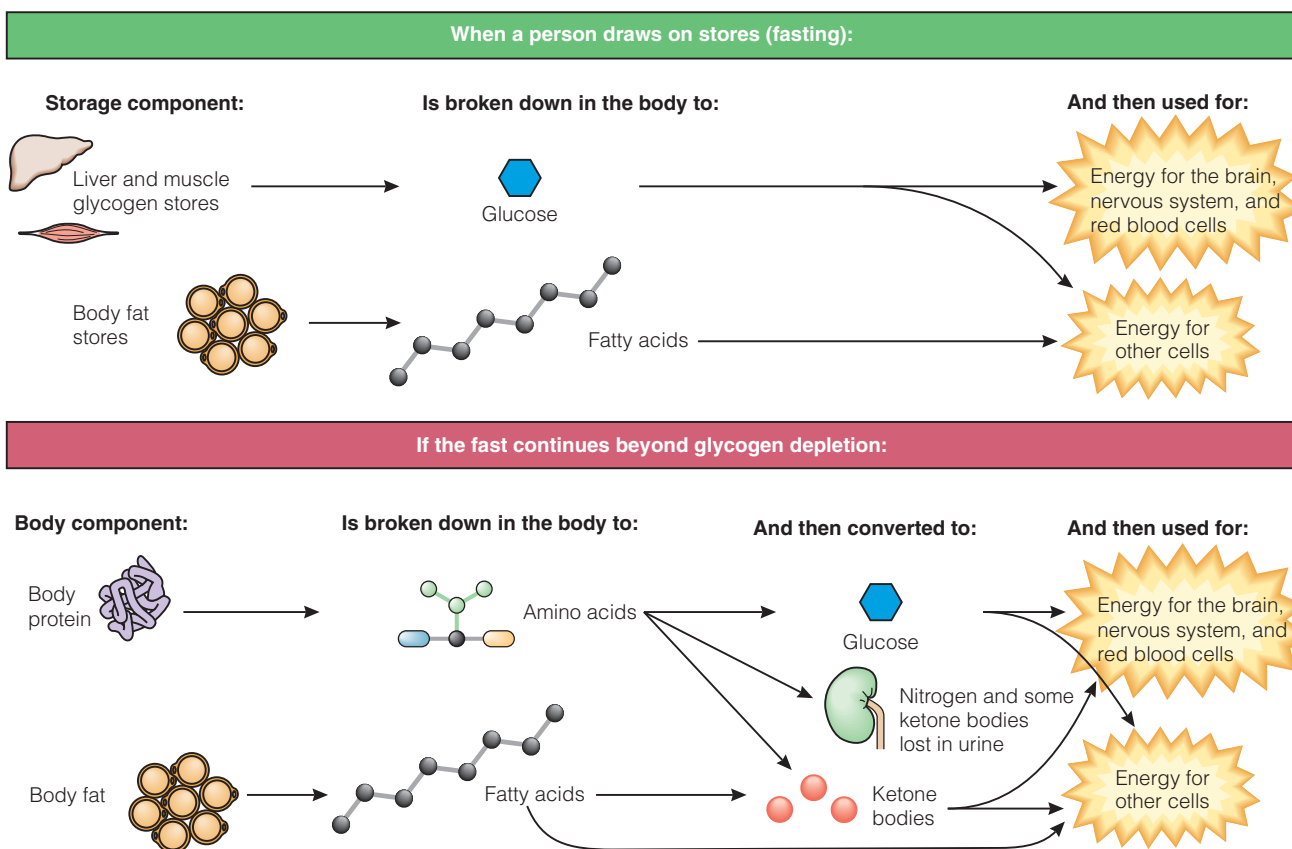 When a person draws on stores (fasting):
Storage component:
Is broken down in the body to:
And then used for:
Liver and muscle
glycogen stores
Glucose
Energy for the brain,
nervous system, and
red blood cells
Body fat
stores
Fatty acids
Energy for
other cells
If the fast continues beyond glycogen depletion:
Body component:
Is broken down in the body to:
And then converted to:
And then used for:
Body
protein
Amino acids
Glucose
Energy for the brain,
nervous system, and
red blood cells
Nitrogen and some
ketone bodies
lost in urine
Body fat
Fatty acids
Ketone
bodies
Energy for
other cells